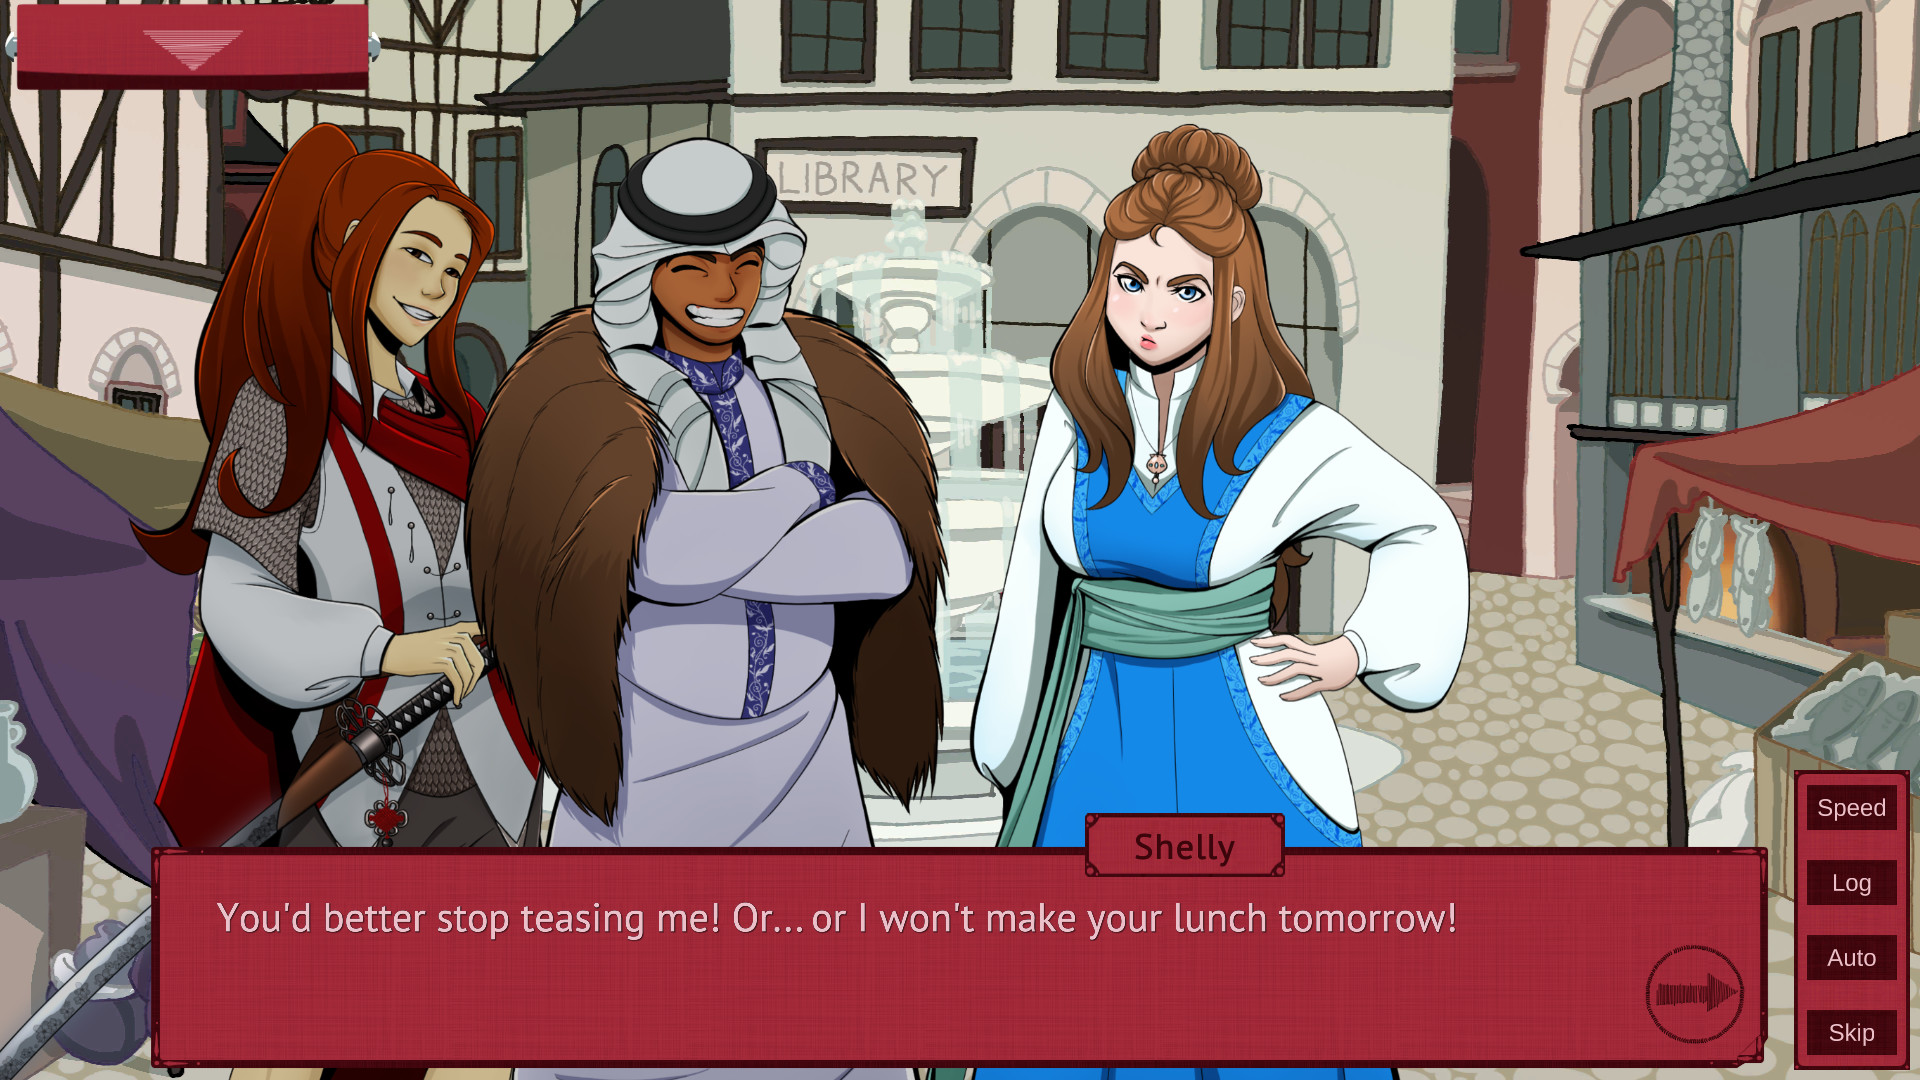 LIBRARY
Shelly
You'd better stop teasing me! Or... or I won't make your lunch tomorrow!
Speed
Log
Auto
Skip